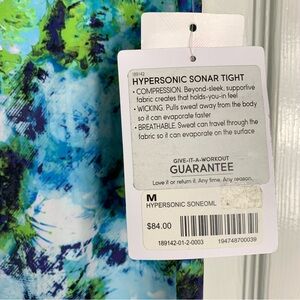 189142
HYPERSONIC SONAR TIGHT
• COMPRESSION. Beyond-sleek, supportive
fabric creates that holds-you-in feel
• WICKING. Pulls sweat away from the body
so it can evaporate faster
• BREATHABLE. Sweat can travel through the
fabric so it can evaporate on the surface
GIVE-IT-A-WORKOUT
GUARANTEE
Love it or return it. Any time. Any reason.
M
HYPERSONIC SONEOML
$84.00
189142-01-2-0003
194748700039